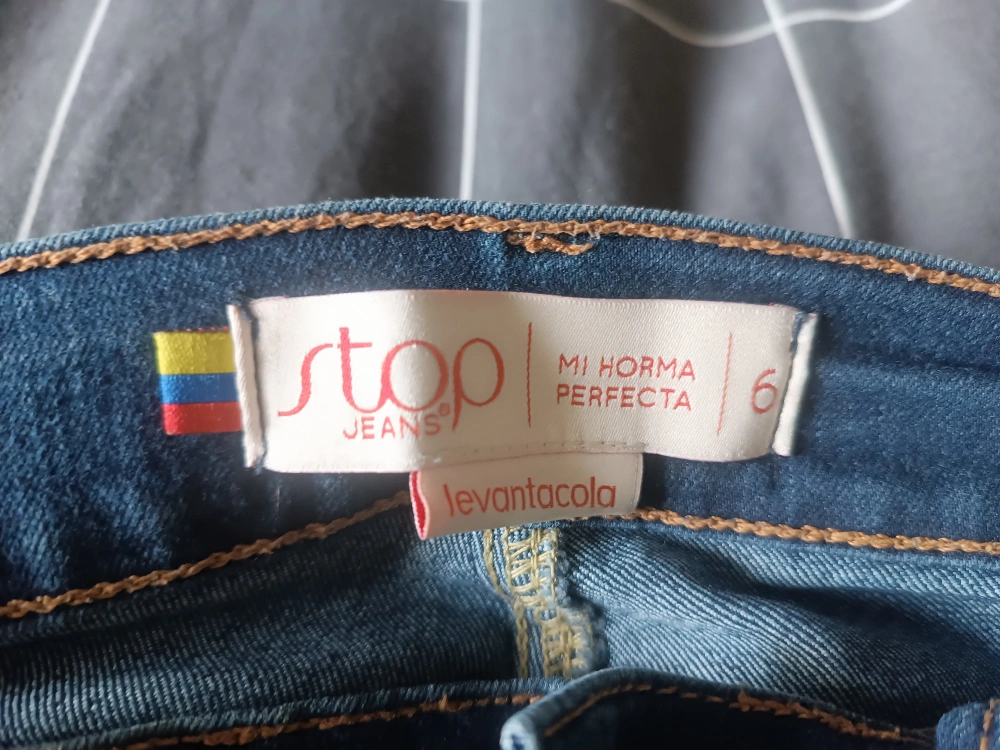 stop
JEANS®
MI HORMA
PERFECTA
6
levantacola